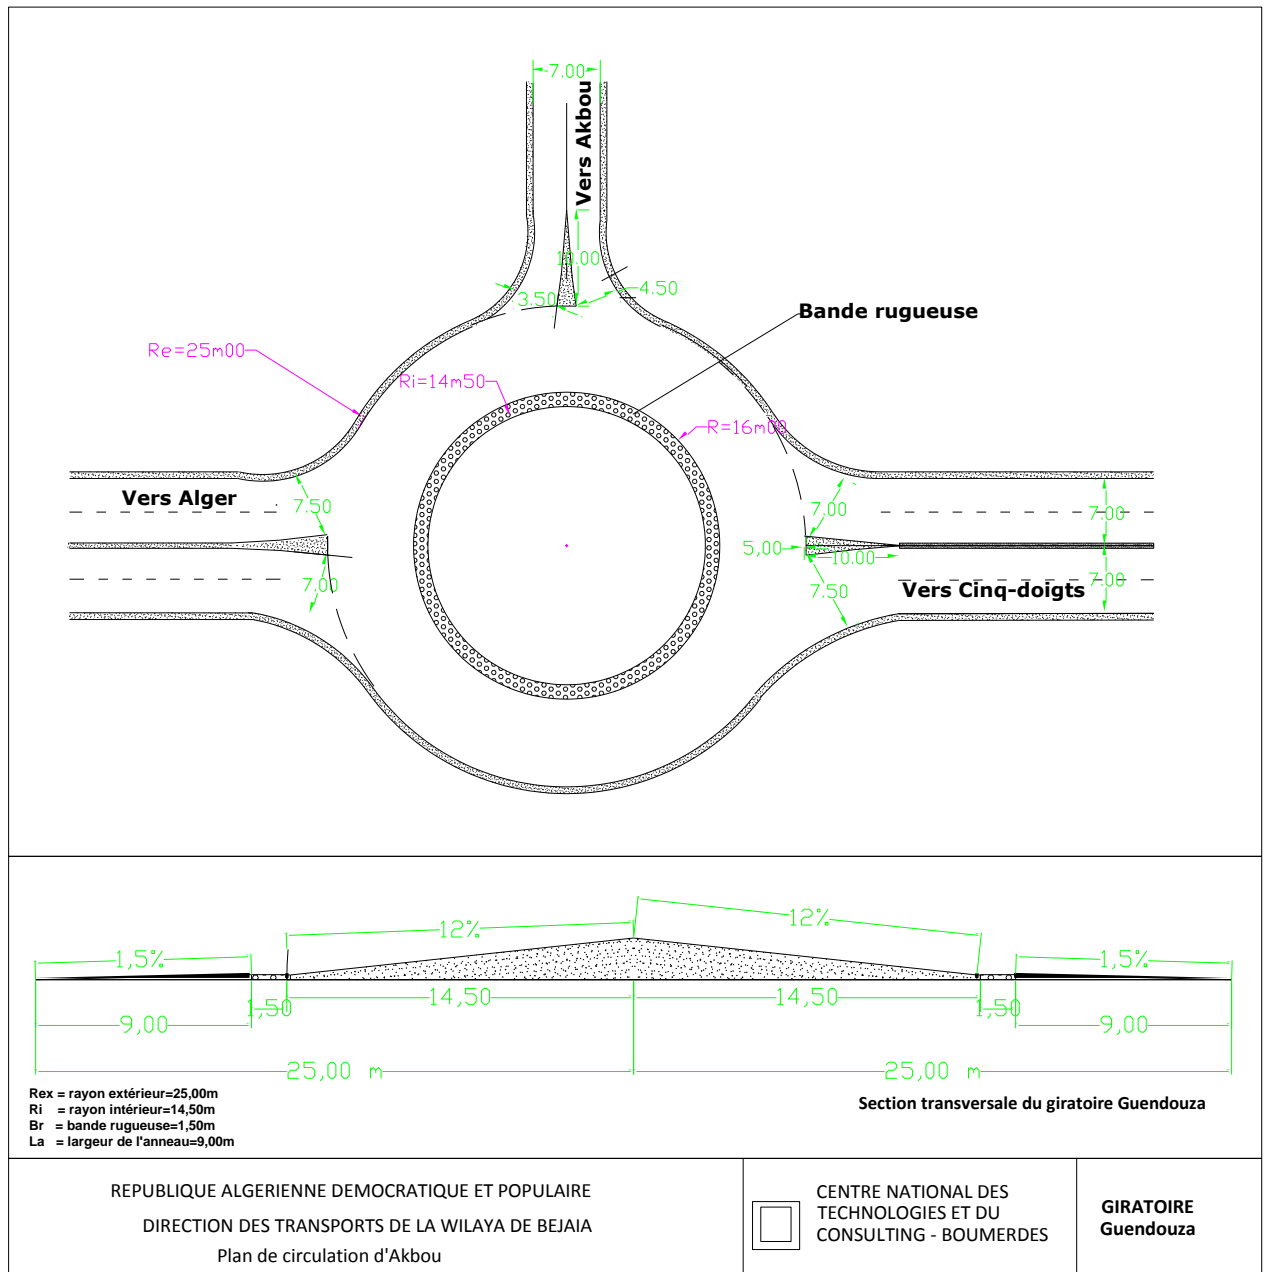 7.00
Vers Akbou
10.00
3.50
4.50
Bande rugueuse
Re=25m00
Ri=14m50
R=16m00
Vers Alger
7.50
7.00
7.00
7.00
5,00
10.00
7.00
7.50
Vers Cinq-doigts
12%
12%
1,5%
1,5%
14,50
14,50
1,50
1,50
9,00
9,00
25,00 m
25,00 m
Rex = rayon extérieur=25,00m
Ri = rayon intérieur=14,50m
Br = bande rugueuse=1,50m
La = largeur de l'anneau=9,00m
Section transversale du giratoire Guendouza
REPUBLIQUE ALGERIENNE DEMOCRATIQUE ET POPULAIRE
DIRECTION DES TRANSPORTS DE LA WILAYA DE BEJAIA
Plan de circulation d'Akbou
CENTRE NATIONAL DES
TECHNOLOGIES ET DU
CONSULTING - BOUMERDES
GIRATOIRE
Guendouza